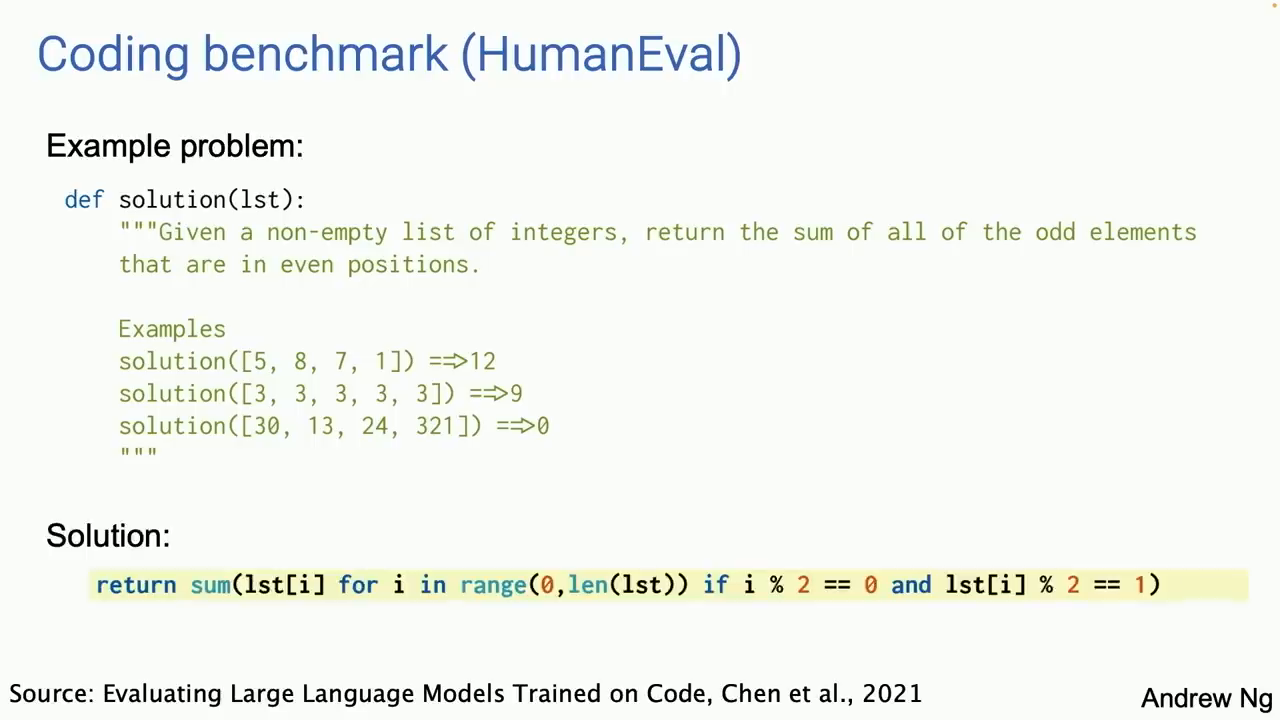 Coding benchmark (HumanEval)
Example problem:
def solution(lst):
"""Given a non-empty list of integers, return the sum of all of the odd elements
that are in even positions.
Examples
solution([5, 8, 7, 1]) ==>12
solution([3, 3, 3, 3, 3]) ==>9
solution([30, 13, 24, 321]) ==>0
"""
Solution:
return sum(lst[i] for i in range(0,len(lst)) if i % 2 == 0 and lst[i] % 2 == 1)
Source: Evaluating Large Language Models Trained on Code, Chen et al., 2021
Andrew Ng